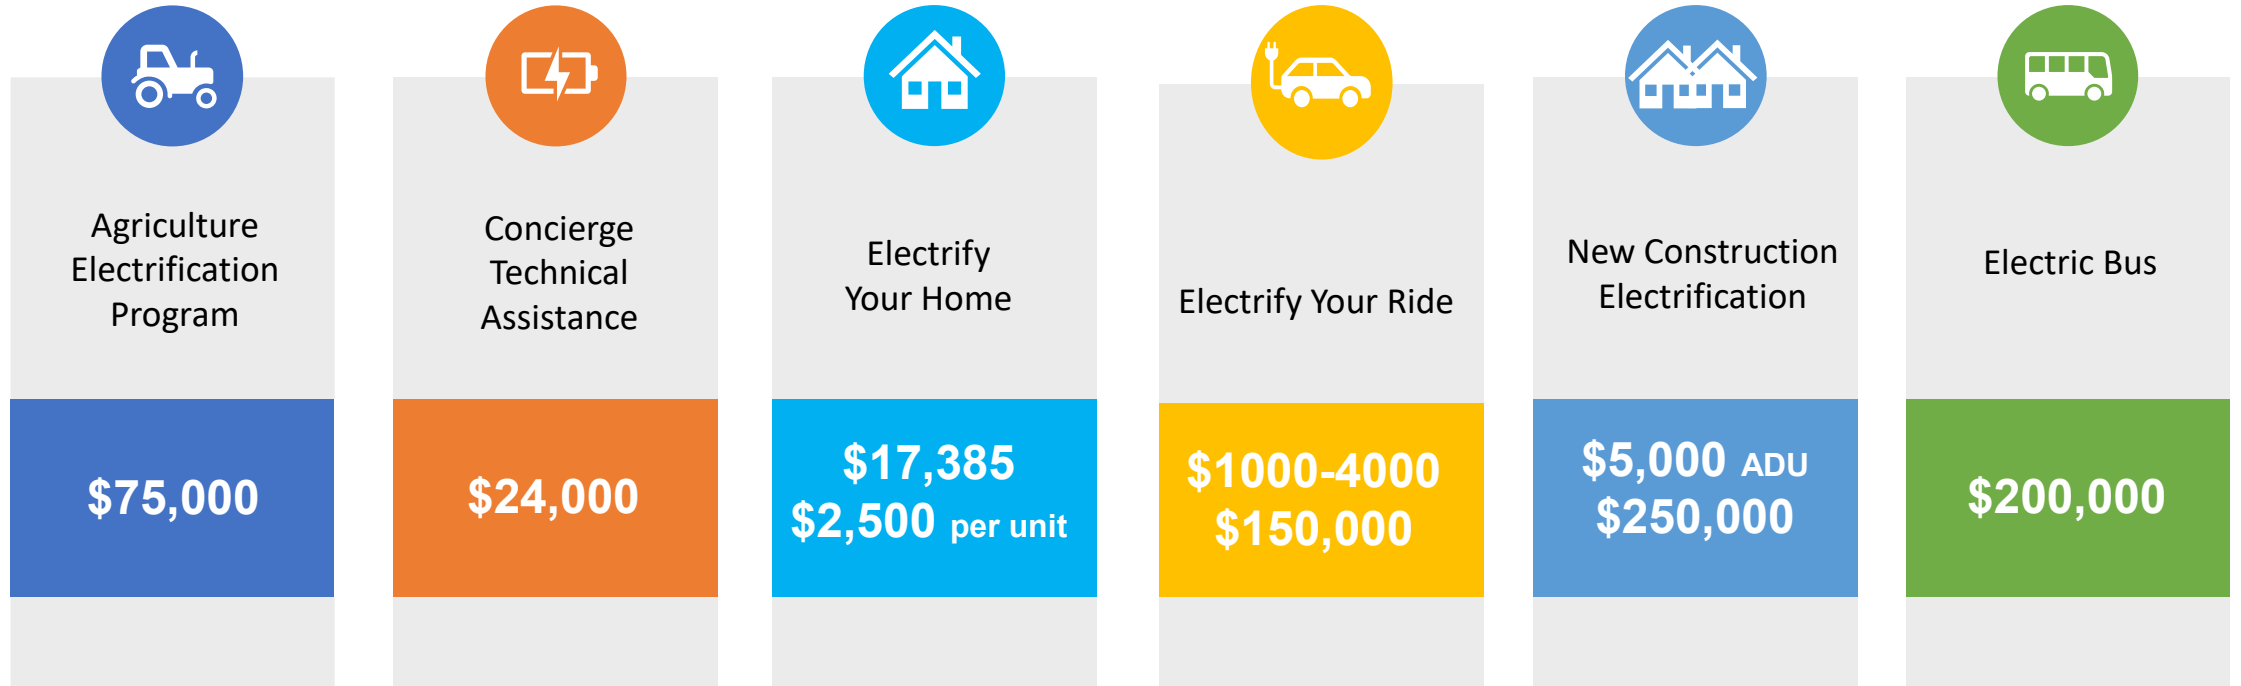 Agriculture
Electrification
Program
$75,000
Concierge
Technical
Assistance
$24,000
Electrify
Your Home
$17,385
$2,500 per unit
Electrify Your Ride
$1000-4000
$150,000
New Construction
Electrification
$5,000 ADU
$250,000
Electric Bus
$200,000